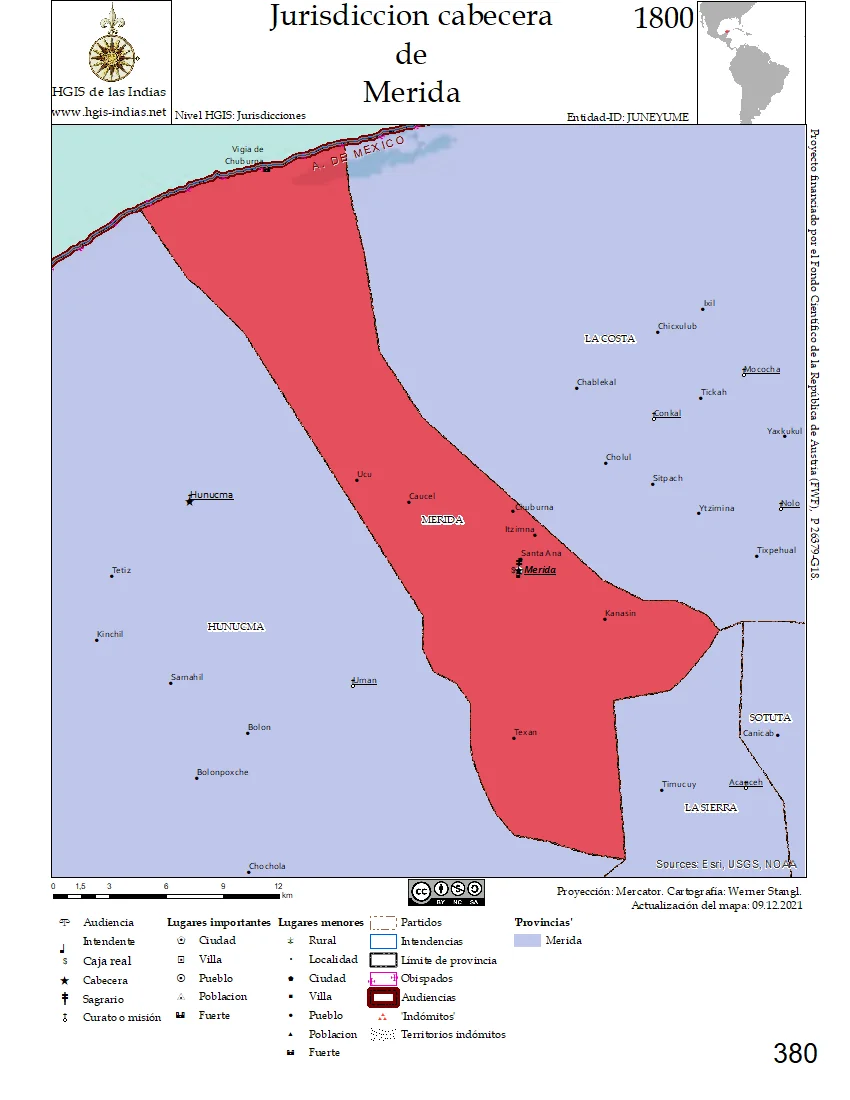 Jurisdiccion cabecera
de
Merida
1800
HGIS de las Indias
www.hgis-indias.net
Nivel HGIS: Jurisdicciones
Entidad-ID: JUNEYUME
Proyecto financiado por el Fondo Científico de la República de Austria (FWF), P 26379-G18.
Vigia de
Chuburna
A. DE MEXICO
Ixil
Chicxulub
LA COSTA
Mococha
Chablekal
Tickah
Conkal
Yaxkukul
Cholul
Ucu
Sitpach
Hunucma
Caucel
Chuburna
Nolo
Ytzimina
MERIDA
Itzimna
Santa Ana
Tixpehual
Merida
Tetiz
Kanasin
Kinchil
HUNUCMA
Samahil
Uman
SOTUTA
Bolon
Texan
Canicab
Bolonpoxche
Timucuy
Acanceh
LA SIERRA
Chochola
Sources: Esri, USGS, NOAA
0 1,5 3 6 9 12
km
CC BY NC SA
Proyección: Mercator. Cartografía: Werner Stangl.
Actualización del mapa: 09.12.2021
Audiencia
Intendente
Caja real
Cabecera
Sagrario
Curato o misión
Lugares importantes
Ciudad
Villa
Pueblo
Poblacion
Fuerte
Lugares menores
Rural
Localidad
Ciudad
Villa
Pueblo
Poblacion
Fuerte
Partidos
Intendencias
Límite de provincia
Obispados
Audiencias
'Indómitos'
Territorios indómitos
'Provincias'
Merida
380